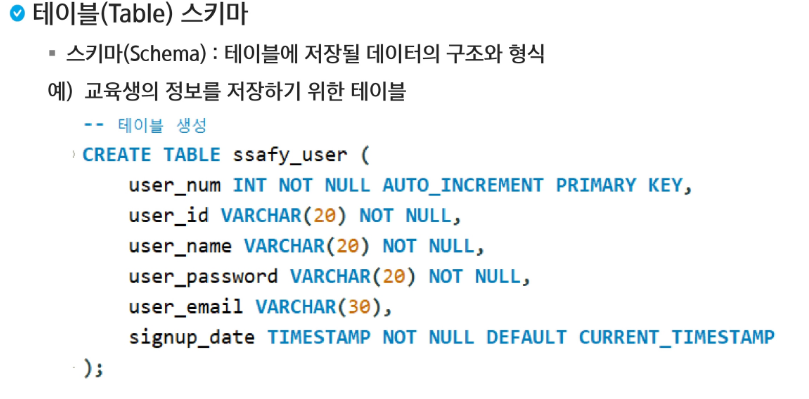 테이블(Table) 스키마
스키마(Schema) : 테이블에 저장될 데이터의 구조와 형식
예) 교육생의 정보를 저장하기 위한 테이블
-- 테이블 생성
CREATE TABLE ssafy_user (
user_num INT NOT NULL AUTO_INCREMENT PRIMARY KEY,
user_id VARCHAR(20) NOT NULL,
user_name VARCHAR(20) NOT NULL,
user_password VARCHAR(20) NOT NULL,
user_email VARCHAR(30),
signup_date TIMESTAMP NOT NULL DEFAULT CURRENT_TIMESTAMP
);